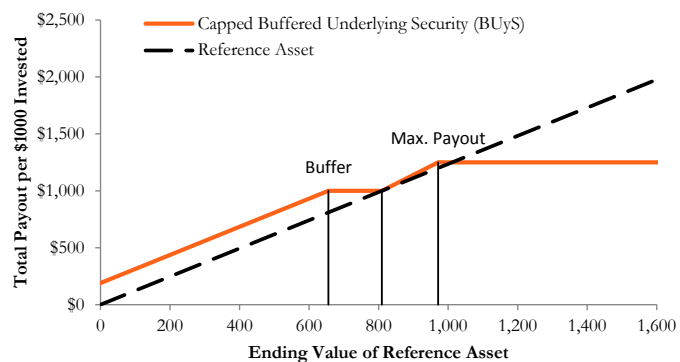 Capped Buffered Underlying Security (BUyS)
Reference Asset
Total Payout per $1000 Invested
$2,500
$2,000
$1,500
$1,000
$500
$0
Buffer
Max. Payout
0 200 400 600 800 1,000 1,200 1,400 1,600
Ending Value of Reference Asset